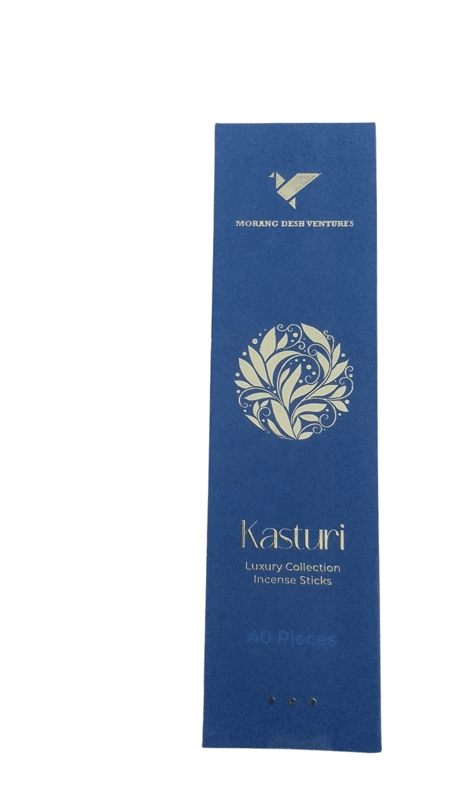 MORANG DESH VENTURES
Kasturi
Luxury Collection
Incense Sticks
40 Pieces